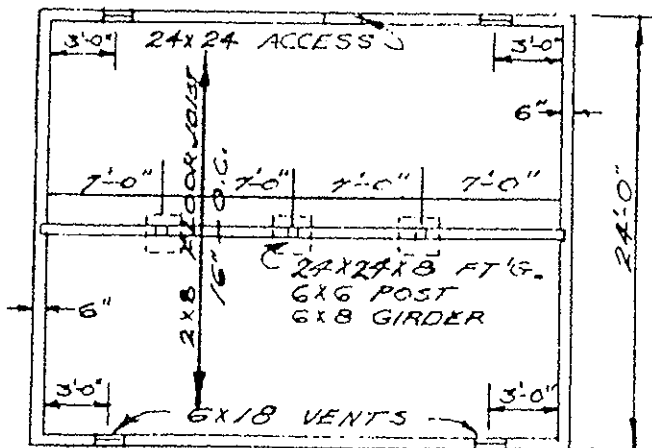 3'-0"
24X24 ACCESS
3'-0"
6"
2X8 FLOOR JOIST
16" O.C.
7'-0"
7'-0"
7'-0"
7'-0"
24'-0"
24X24X8 FT'G.
6X6 POST
6X8 GIRDER
6"
3'-0"
6X18 VENTS
3'-0"